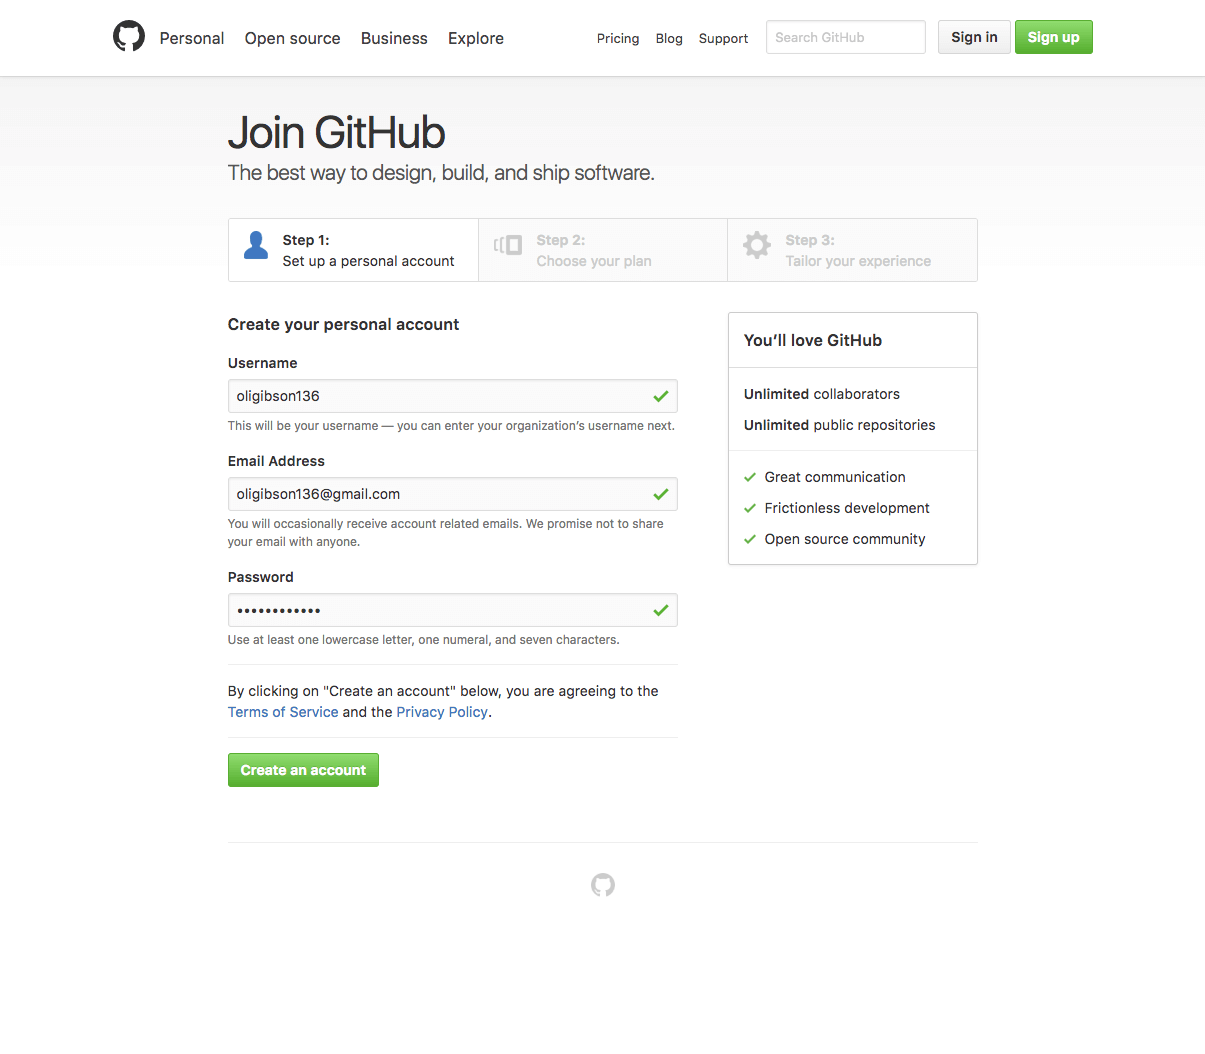 Personal Open source Business Explore Pricing Blog Support Search GitHub Sign in Sign up
Join GitHub
The best way to design, build, and ship software.
Step 1:
Set up a personal account
Step 2:
Choose your plan
Step 3:
Tailor your experience
Create your personal account
Username
oligibson136
This will be your username — you can enter your organization’s username next.
Email Address
oligibson136@gmail.com
You will occasionally receive account related emails. We promise not to share
your email with anyone.
Password
••••••••••••
Use at least one lowercase letter, one numeral, and seven characters.
By clicking on "Create an account" below, you are agreeing to the
Terms of Service and the Privacy Policy.
Create an account
You’ll love GitHub
Unlimited collaborators
Unlimited public repositories
Great communication
Frictionless development
Open source community